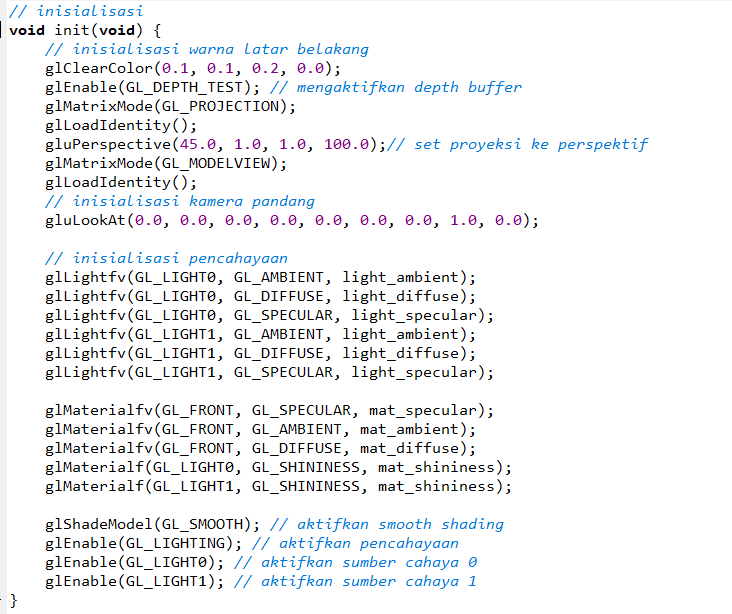 // inisialisasi
void init(void) {
    // inisialisasi warna latar belakang
    glClearColor(0.1, 0.1, 0.2, 0.0);
    glEnable(GL_DEPTH_TEST); // mengaktifkan depth buffer
    glMatrixMode(GL_PROJECTION);
    glLoadIdentity();
    gluPerspective(45.0, 1.0, 1.0, 100.0);// set proyeksi ke perspektif
    glMatrixMode(GL_MODELVIEW);
    glLoadIdentity();
    // inisialisasi kamera pandang
    gluLookAt(0.0, 0.0, 0.0, 0.0, 0.0, 0.0, 0.0, 1.0, 0.0);
    // inisialisasi pencahayaan
    glLightfv(GL_LIGHT0, GL_AMBIENT, light_ambient);
    glLightfv(GL_LIGHT0, GL_DIFFUSE, light_diffuse);
    glLightfv(GL_LIGHT0, GL_SPECULAR, light_specular);
    glLightfv(GL_LIGHT1, GL_AMBIENT, light_ambient);
    glLightfv(GL_LIGHT1, GL_DIFFUSE, light_diffuse);
    glLightfv(GL_LIGHT1, GL_SPECULAR, light_specular);
    glMaterialfv(GL_FRONT, GL_SPECULAR, mat_specular);
    glMaterialfv(GL_FRONT, GL_AMBIENT, mat_ambient);
    glMaterialfv(GL_FRONT, GL_DIFFUSE, mat_diffuse);
    glMaterialf(GL_LIGHT0, GL_SHININESS, mat_shininess);
    glMaterialf(GL_LIGHT1, GL_SHININESS, mat_shininess);
    glShadeModel(GL_SMOOTH); // aktifkan smooth shading
    glEnable(GL_LIGHTING); // aktifkan pencahayaan
    glEnable(GL_LIGHT0); // aktifkan sumber cahaya 0
    glEnable(GL_LIGHT1); // aktifkan sumber cahaya 1
}